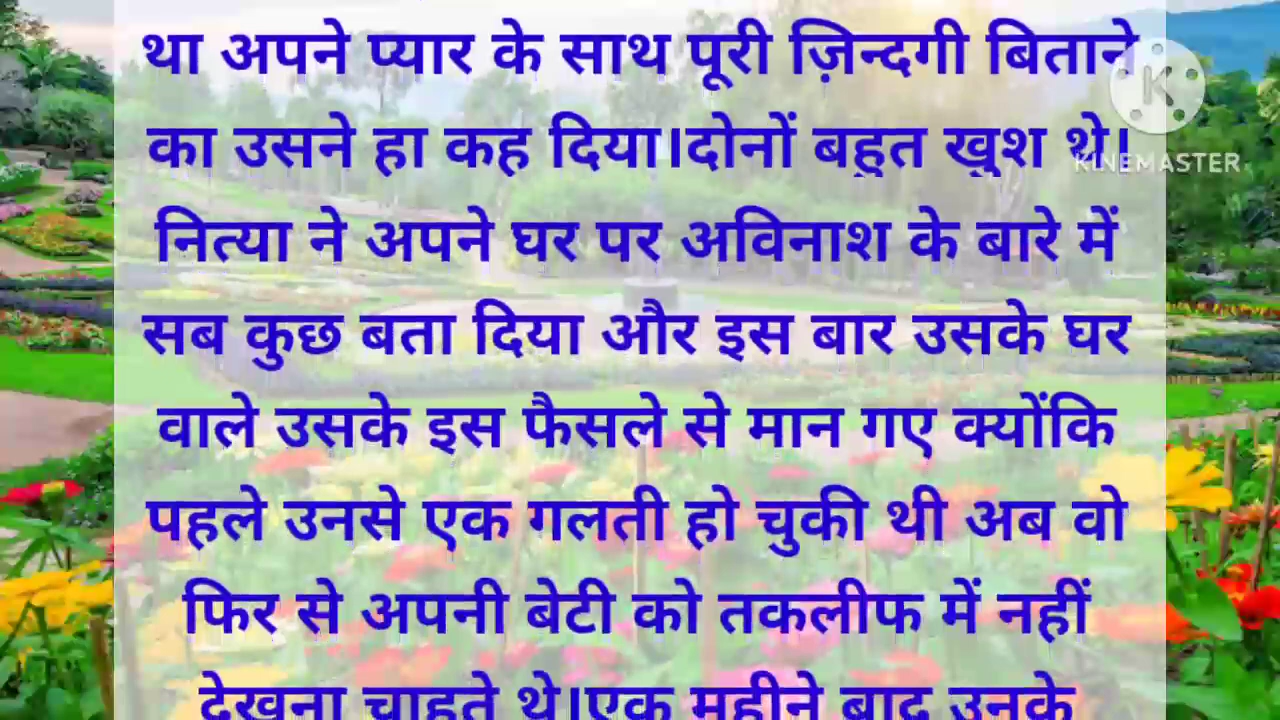 था अपने प्यार के साथ पूरी ज़िन्दगी बिताने
का उसने हा कह दिया।दोनों बहुत खुश थे।
KINEMASTER
नित्या ने अपने घर पर अविनाश के बारे में
सब कुछ बता दिया और इस बार उसके घर
वाले उसके इस फैसले से मान गए क्योंकि
पहले उनसे एक गलती हो चुकी थी अब वो
फिर से अपनी बेटी को तकलीफ में नहीं
देखना चाहते थे।एक महीने बाद उनके